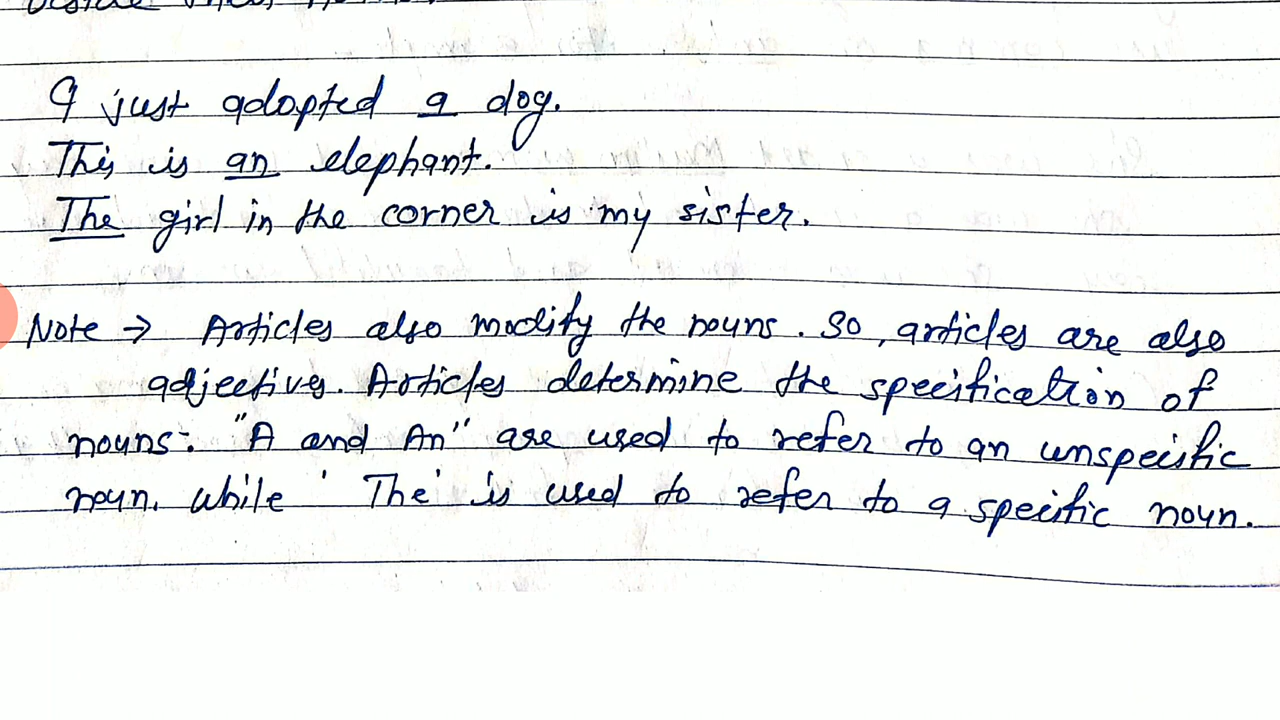 I just adopted a dog.
This is an elephant.
The girl in the corner is my sister.
Note → Articles also modify the nouns. So, articles are also
adjectives. Articles determine the specification of
nouns:- "A and An" are used to refer to an unspecific
noun. while 'The' is used to refer to a specific noun.